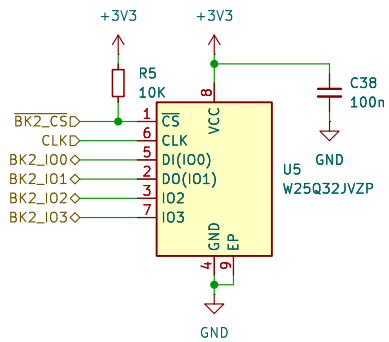 +3V3
+3V3
R5
10K
8
VCC
C38
100n
BK2_CS
1
CS
CLK
6
CLK
GND
BK2_IO0
5
DI(IO0)
BK2_IO1
2
DO(IO1)
U5
W25Q32JVZP
BK2_IO2
3
IO2
BK2_IO3
7
IO3
GND
EP
4
9
GND